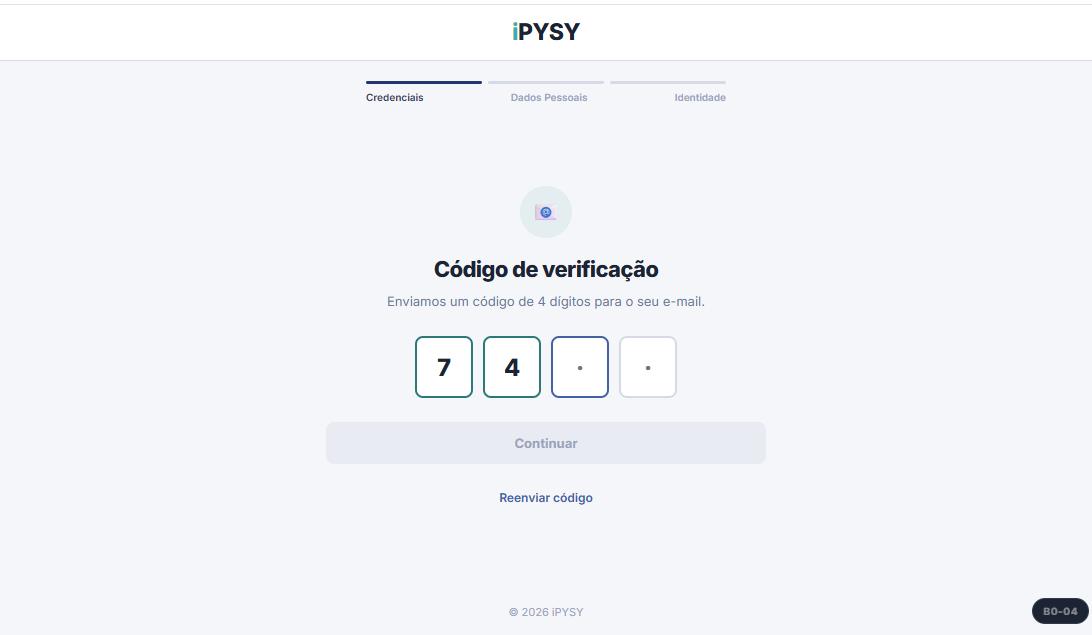 iPYSY
Credenciais Dados Pessoais Identidade
@
Código de verificação
Enviamos um código de 4 dígitos para o seu e-mail.
7 4 · ·
Continuar
Reenviar código
© 2026 iPYSY
B0-04